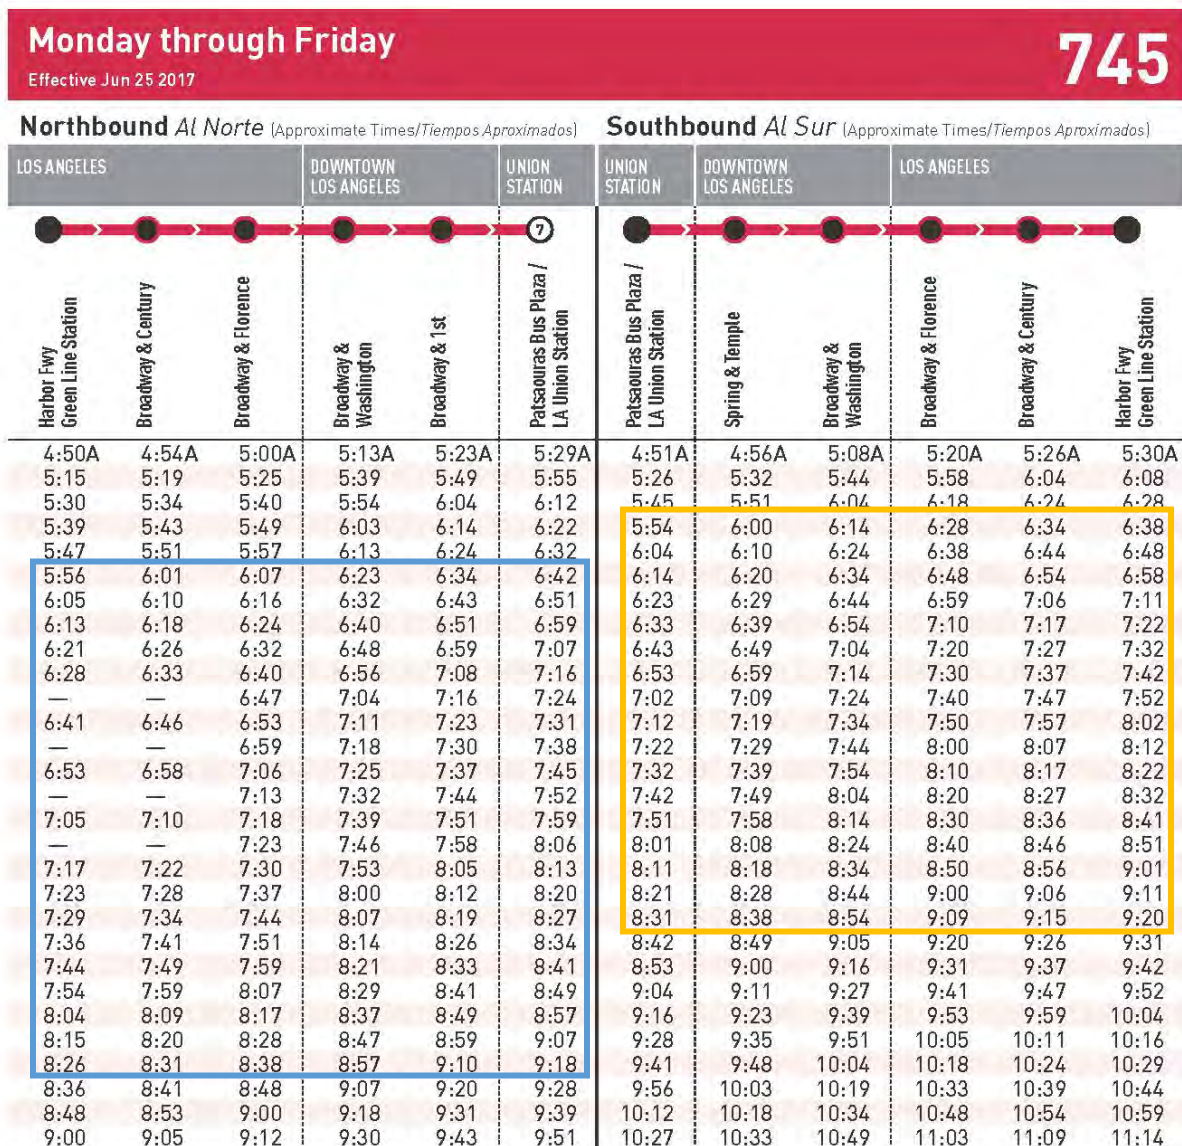 Monday through Friday
745
Effective Jun 25 2017
Northbound Al Norte (Approximate Times/Tiempos Aproximados)
Southbound Al Sur (Approximate Times/Tiempos Aproximados)
LOS ANGELES
DOWNTOWN
LOS ANGELES
UNION
STATION
UNION
STATION
DOWNTOWN
LOS ANGELES
LOS ANGELES
7
Harbor Fwy
Green Line Station
Broadway & Century
Broadway & Florence
Broadway &
Washington
Broadway & 1st
Patsaouras Bus Plaza /
LA Union Station
Patsaouras Bus Plaza /
LA Union Station
Spring & Temple
Broadway &
Washington
Broadway & Florence
Broadway & Century
Harbor Fwy
Green Line Station
4:50A 4:54A 5:00A 5:13A 5:23A 5:29A 4:51A 4:56A 5:08A 5:20A 5:26A 5:30A
5:15 5:19 5:25 5:39 5:49 5:55 5:26 5:32 5:44 5:58 6:04 6:08
5:30 5:34 5:40 5:54 6:04 6:12 5:45 5:51 6:04 6:18 6:24 6:28
5:39 5:43 5:49 6:03 6:14 6:22 5:54 6:00 6:14 6:28 6:34 6:38
5:47 5:51 5:57 6:13 6:24 6:32 6:04 6:10 6:24 6:38 6:44 6:48
5:56 6:01 6:07 6:23 6:34 6:42 6:14 6:20 6:34 6:48 6:54 6:58
6:05 6:10 6:16 6:32 6:43 6:51 6:23 6:29 6:44 6:59 7:06 7:11
6:13 6:18 6:24 6:40 6:51 6:59 6:33 6:39 6:54 7:10 7:17 7:22
6:21 6:26 6:32 6:48 6:59 7:07 6:43 6:49 7:04 7:20 7:27 7:32
6:28 6:33 6:40 6:56 7:08 7:16 6:53 6:59 7:14 7:30 7:37 7:42
— — 6:47 7:04 7:16 7:24 7:02 7:09 7:24 7:40 7:47 7:52
6:41 6:46 6:53 7:11 7:23 7:31 7:12 7:19 7:34 7:50 7:57 8:02
— — 6:59 7:18 7:30 7:38 7:22 7:29 7:44 8:00 8:07 8:12
6:53 6:58 7:06 7:25 7:37 7:45 7:32 7:39 7:54 8:10 8:17 8:22
— — 7:13 7:32 7:44 7:52 7:42 7:49 8:04 8:20 8:27 8:32
7:05 7:10 7:18 7:39 7:51 7:59 7:51 7:58 8:14 8:30 8:36 8:41
— — 7:23 7:46 7:58 8:06 8:01 8:08 8:24 8:40 8:46 8:51
7:17 7:22 7:30 7:53 8:05 8:13 8:11 8:18 8:34 8:50 8:56 9:01
7:23 7:28 7:37 8:00 8:12 8:20 8:21 8:28 8:44 9:00 9:06 9:11
7:29 7:34 7:44 8:07 8:19 8:27 8:31 8:38 8:54 9:09 9:15 9:20
7:36 7:41 7:51 8:14 8:26 8:34 8:42 8:49 9:05 9:20 9:26 9:31
7:44 7:49 7:59 8:21 8:33 8:41 8:53 9:00 9:16 9:31 9:37 9:42
7:54 7:59 8:07 8:29 8:41 8:49 9:04 9:11 9:27 9:41 9:47 9:52
8:04 8:09 8:17 8:37 8:49 8:57 9:16 9:23 9:39 9:53 9:59 10:04
8:15 8:20 8:28 8:47 8:59 9:07 9:28 9:35 9:51 10:05 10:11 10:16
8:26 8:31 8:38 8:57 9:10 9:18 9:41 9:48 10:04 10:18 10:24 10:29
8:36 8:41 8:48 9:07 9:20 9:28 9:56 10:03 10:19 10:33 10:39 10:44
8:48 8:53 9:00 9:18 9:31 9:39 10:12 10:18 10:34 10:48 10:54 10:59
9:00 9:05 9:12 9:30 9:43 9:51 10:27 10:33 10:49 11:03 11:09 11:14